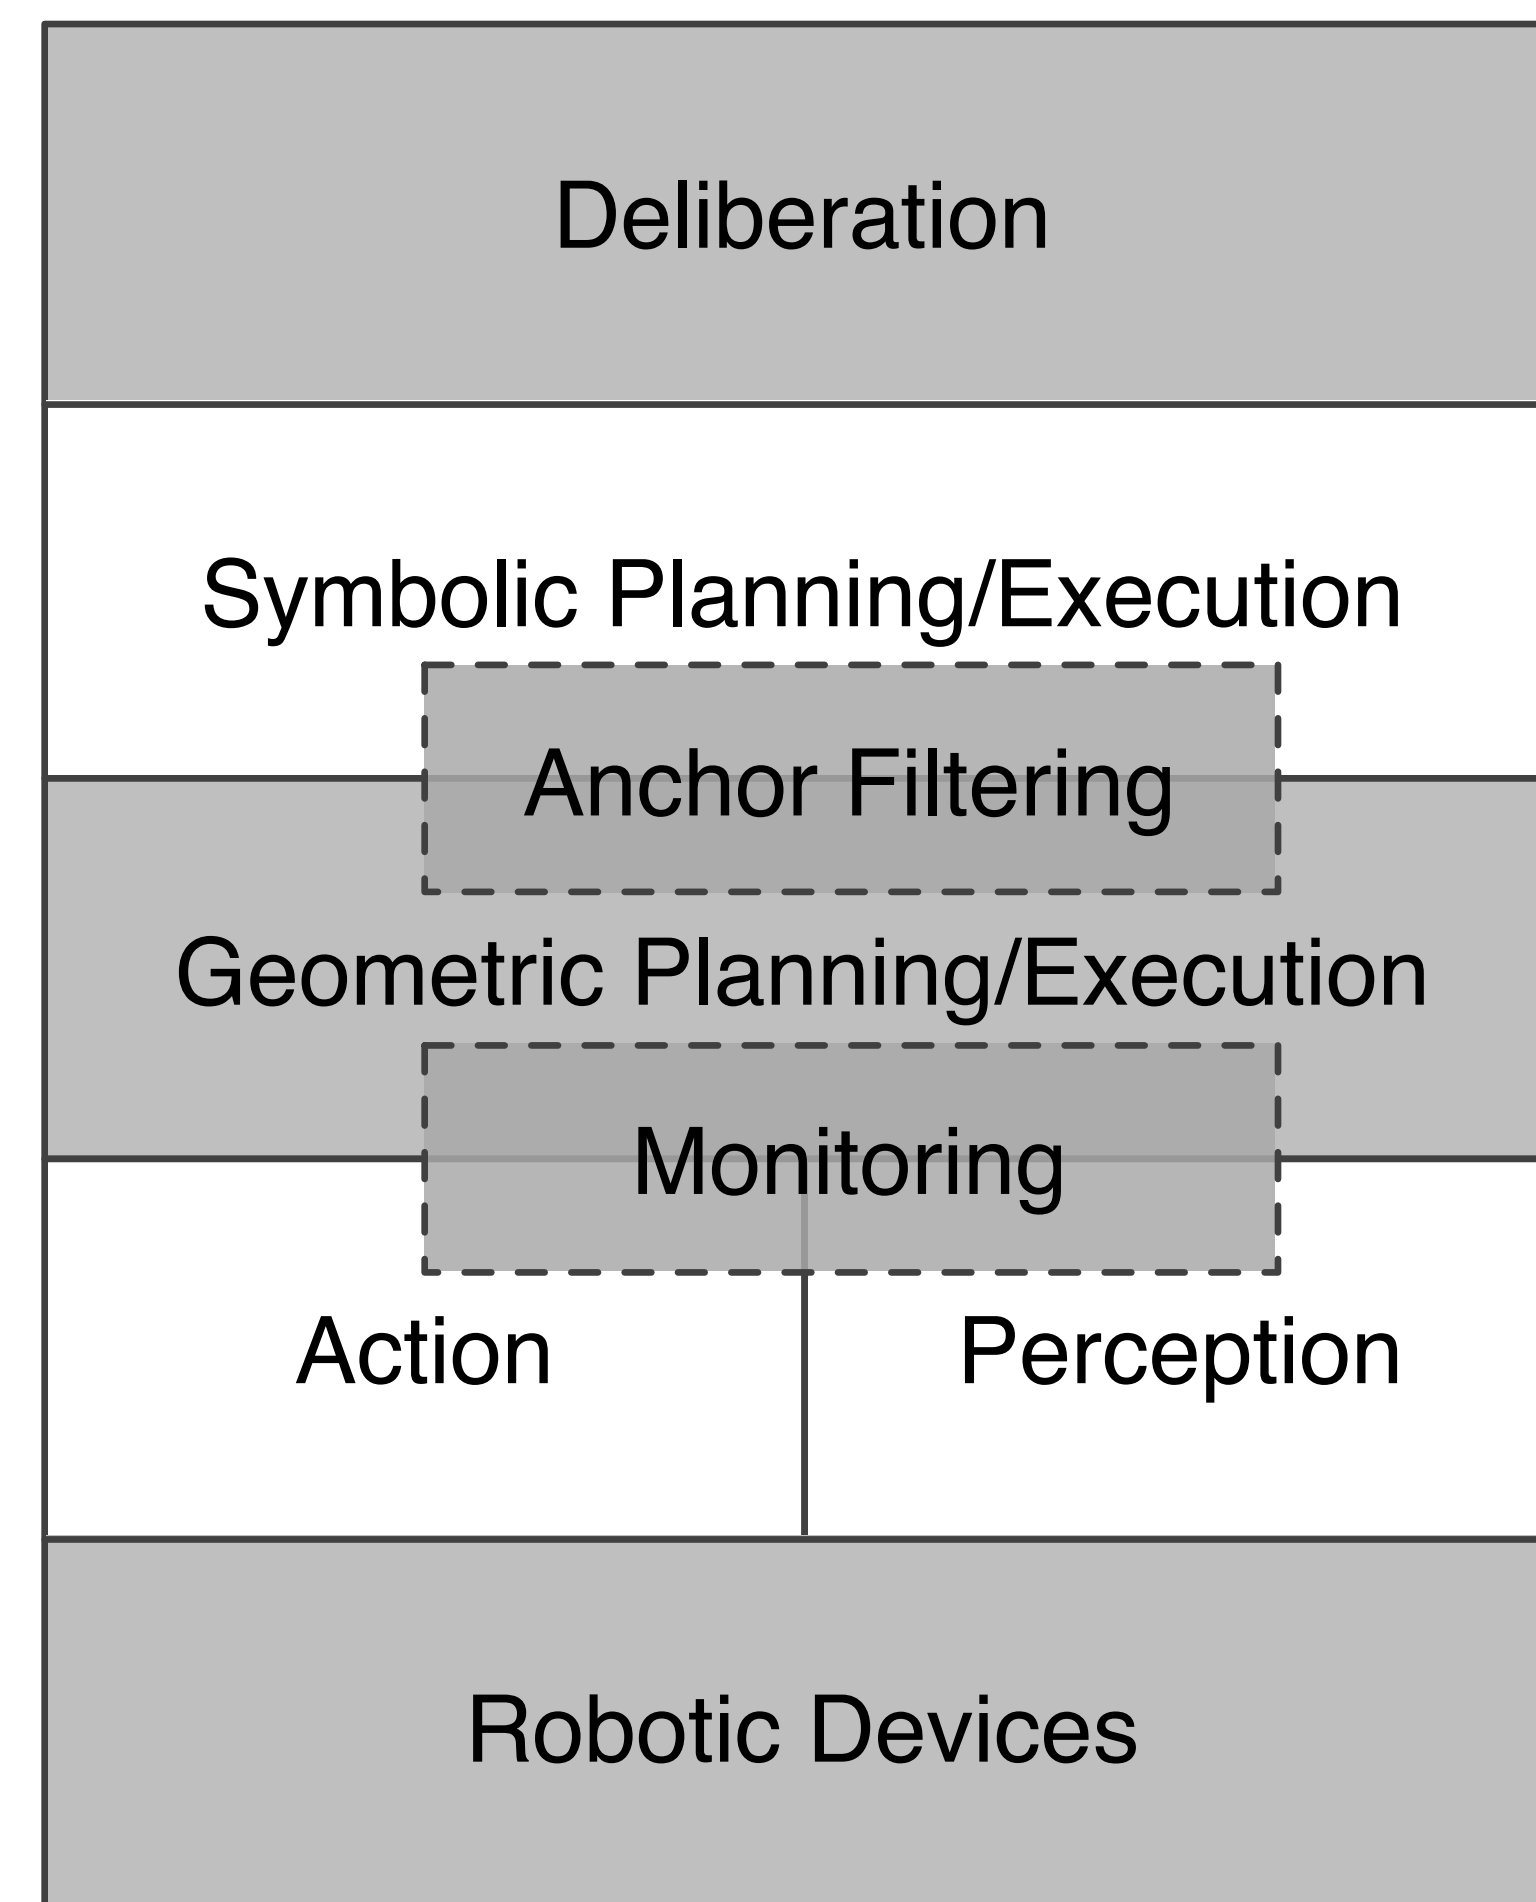 Deliberation
Symbolic Planning/Execution
Anchor Filtering
Geometric Planning/Execution
Monitoring
Action
Perception
Robotic Devices